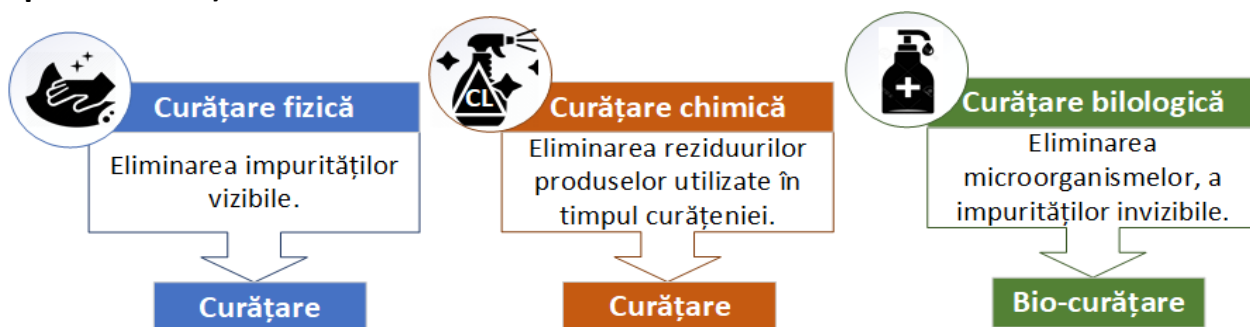 Curățare fizică
Eliminarea impurităților
vizibile.
Curățare
CL
Curățare chimică
Eliminarea reziduurilor
produselor utilizate în
timpul curățeniei.
Curățare
Curățare bilologică
Eliminarea
microorganismelor, a
impurităților invizibile.
Bio-curățare